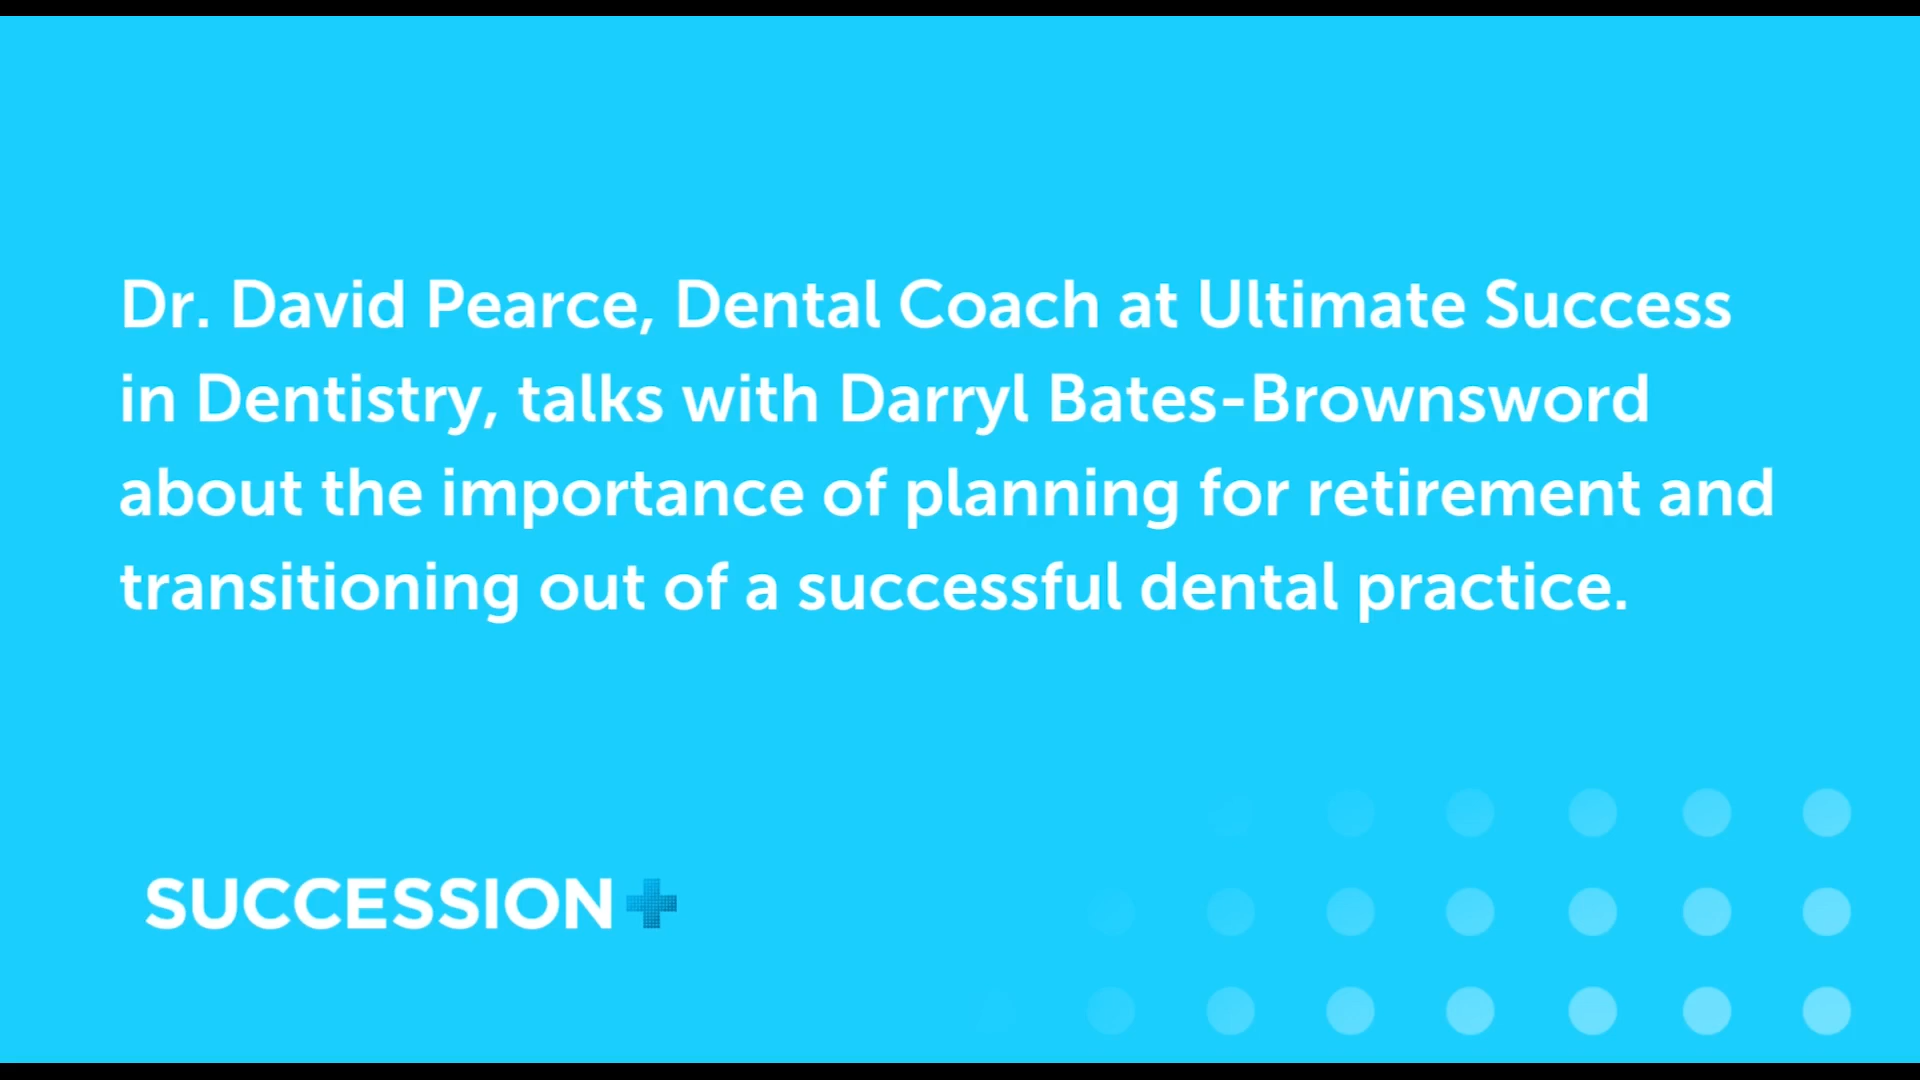 Dr. David Pearce, Dental Coach at Ultimate Success
in Dentistry, talks with Darryl Bates-Brownsword
about the importance of planning for retirement and
transitioning out of a successful dental practice.
SUCCESSION+